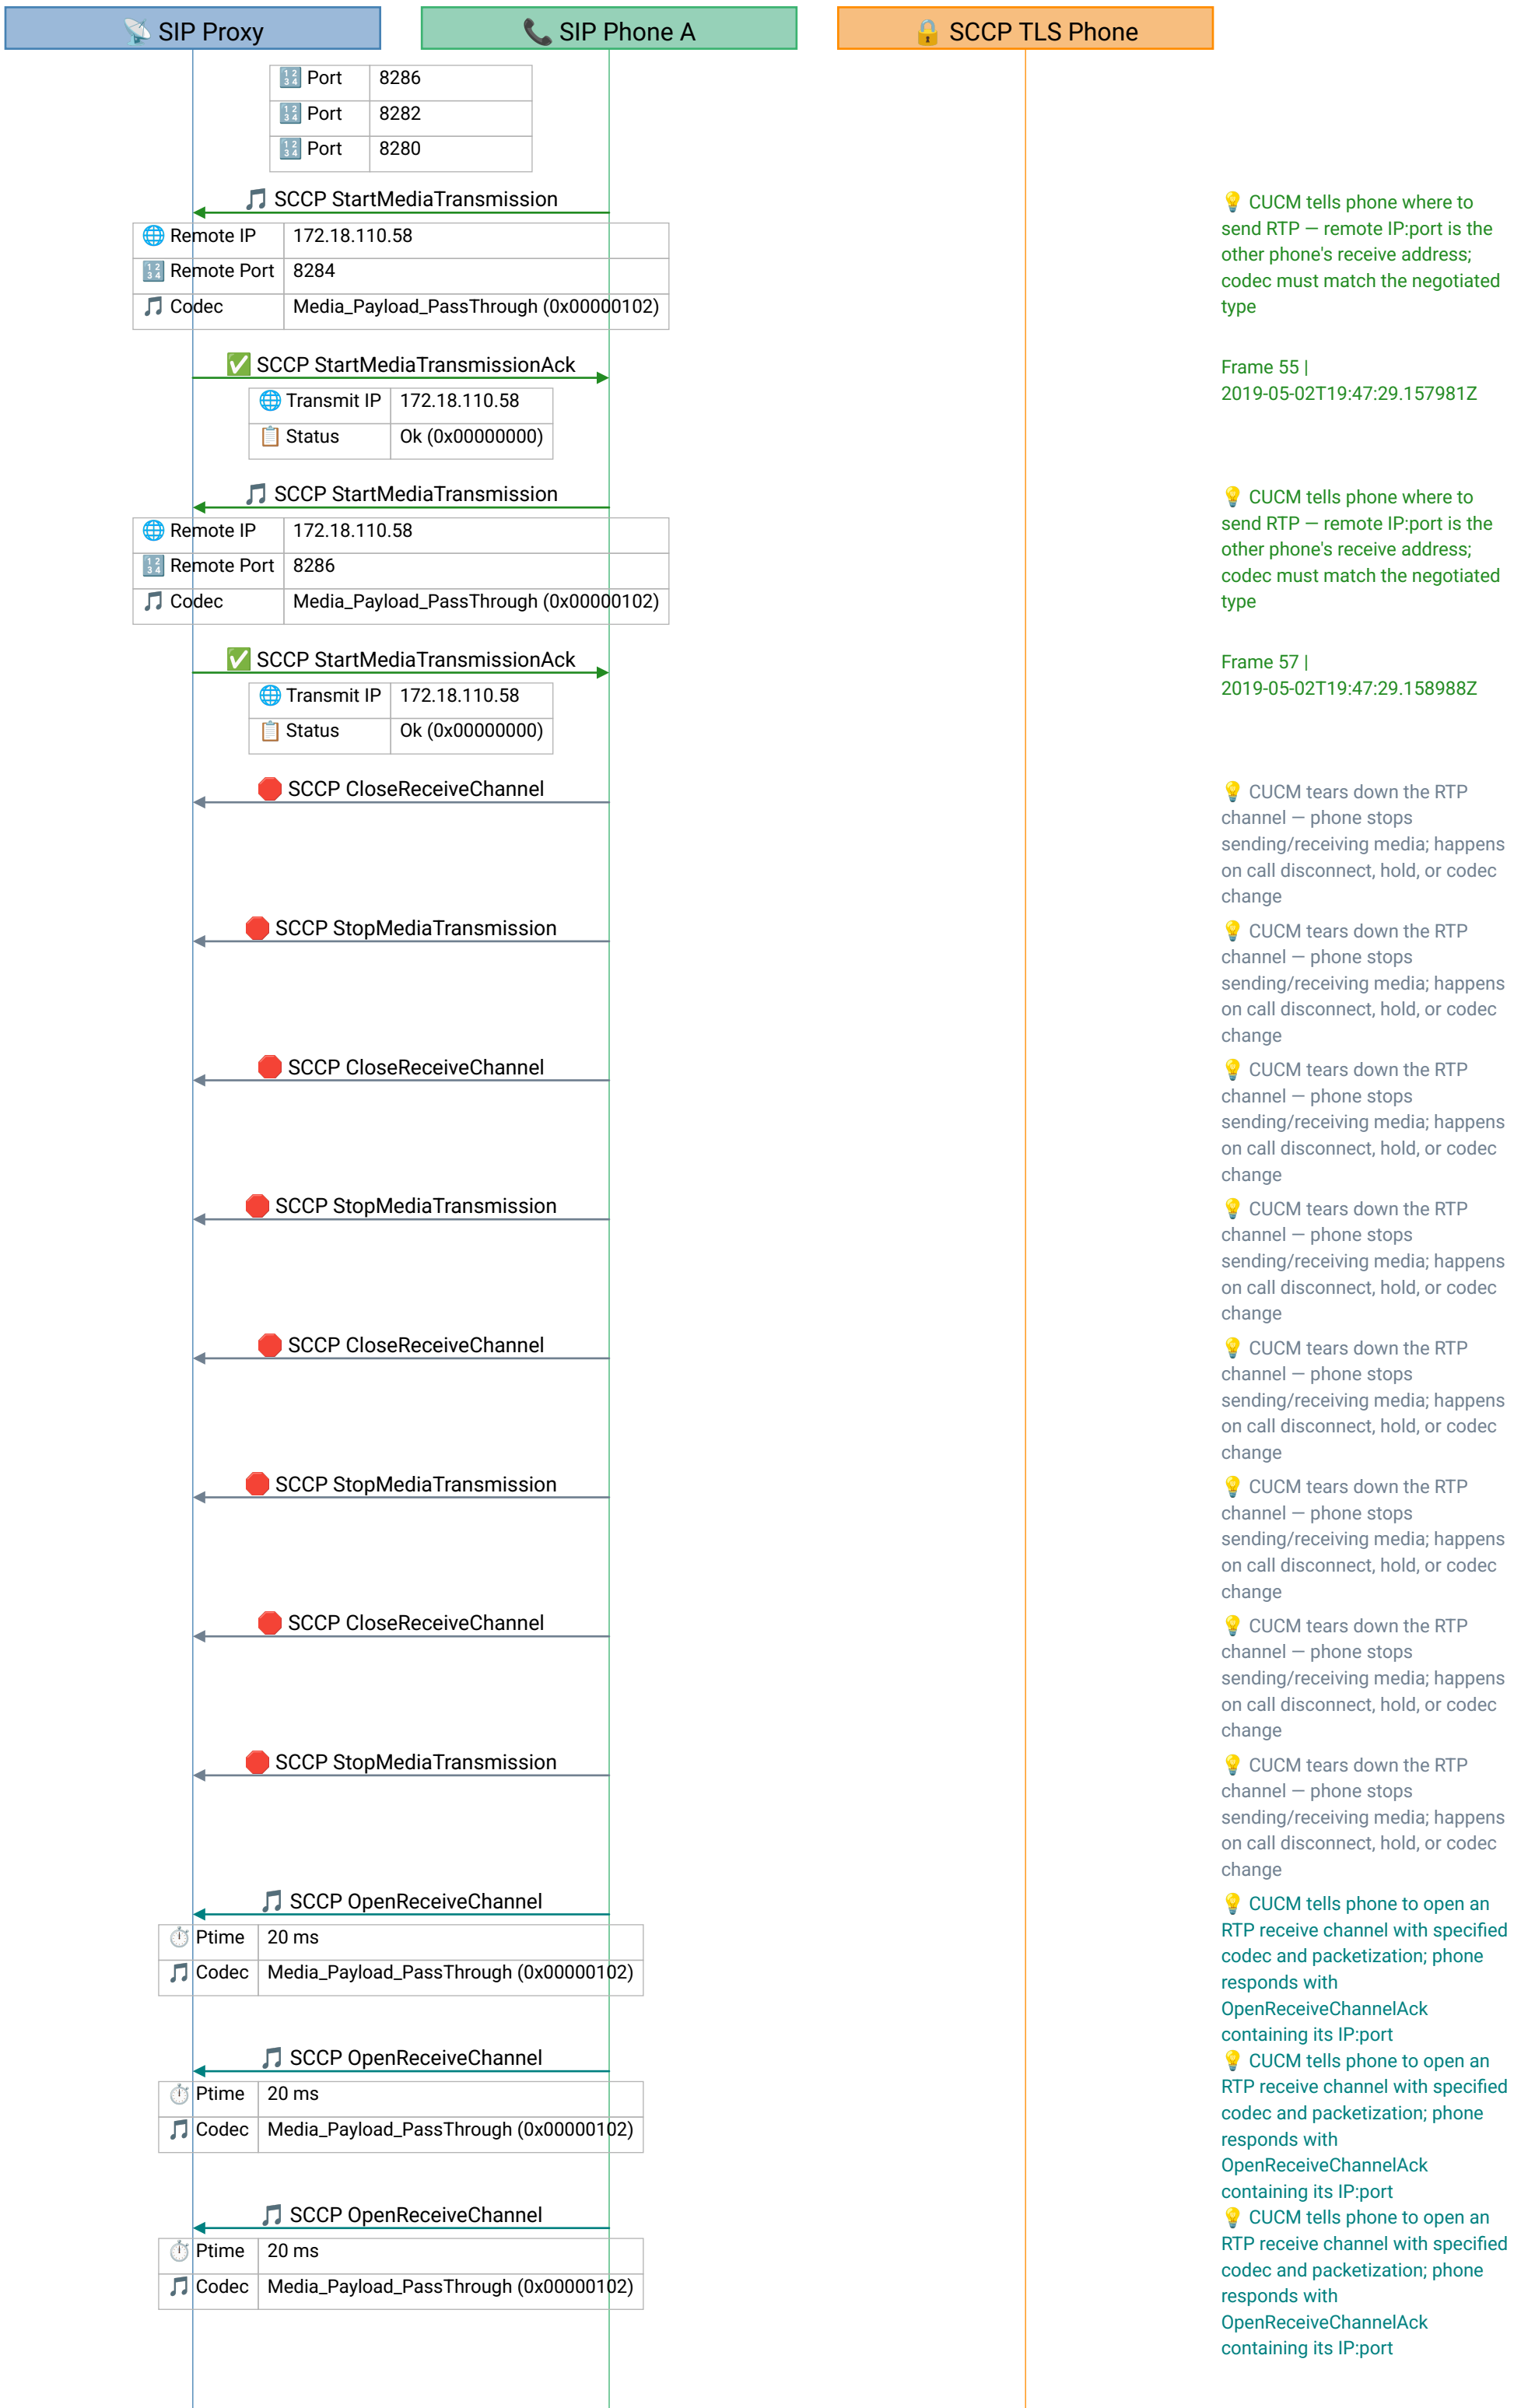 📡 SIP Proxy
📞 SIP Phone A
🔒 SCCP TLS Phone
🔢 Port 8286
🔢 Port 8282
🔢 Port 8280
🎵 SCCP StartMediaTransmission
💡 CUCM tells phone where to
send RTP — remote IP:port is the
other phone's receive address;
codec must match the negotiated
type
🌐 Remote IP 172.18.110.58
🔢 Remote Port 8284
🎵 Codec Media_Payload_PassThrough (0x00000102)
✅ SCCP StartMediaTransmissionAck
Frame 55 |
2019-05-02T19:47:29.157981Z
🌐 Transmit IP 172.18.110.58
📋 Status Ok (0x00000000)
🎵 SCCP StartMediaTransmission
💡 CUCM tells phone where to
send RTP — remote IP:port is the
other phone's receive address;
codec must match the negotiated
type
🌐 Remote IP 172.18.110.58
🔢 Remote Port 8286
🎵 Codec Media_Payload_PassThrough (0x00000102)
✅ SCCP StartMediaTransmissionAck
Frame 57 |
2019-05-02T19:47:29.158988Z
🌐 Transmit IP 172.18.110.58
📋 Status Ok (0x00000000)
🛑 SCCP CloseReceiveChannel
💡 CUCM tears down the RTP
channel — phone stops
sending/receiving media; happens
on call disconnect, hold, or codec
change
🛑 SCCP StopMediaTransmission
💡 CUCM tears down the RTP
channel — phone stops
sending/receiving media; happens
on call disconnect, hold, or codec
change
🛑 SCCP CloseReceiveChannel
💡 CUCM tears down the RTP
channel — phone stops
sending/receiving media; happens
on call disconnect, hold, or codec
change
🛑 SCCP StopMediaTransmission
💡 CUCM tears down the RTP
channel — phone stops
sending/receiving media; happens
on call disconnect, hold, or codec
change
🛑 SCCP CloseReceiveChannel
💡 CUCM tears down the RTP
channel — phone stops
sending/receiving media; happens
on call disconnect, hold, or codec
change
🛑 SCCP StopMediaTransmission
💡 CUCM tears down the RTP
channel — phone stops
sending/receiving media; happens
on call disconnect, hold, or codec
change
🛑 SCCP CloseReceiveChannel
💡 CUCM tears down the RTP
channel — phone stops
sending/receiving media; happens
on call disconnect, hold, or codec
change
🛑 SCCP StopMediaTransmission
💡 CUCM tears down the RTP
channel — phone stops
sending/receiving media; happens
on call disconnect, hold, or codec
change
🎵 SCCP OpenReceiveChannel
💡 CUCM tells phone to open an
RTP receive channel with specified
codec and packetization; phone
responds with
OpenReceiveChannelAck
containing its IP:port
⏱️ Ptime 20 ms
🎵 Codec Media_Payload_PassThrough (0x00000102)
🎵 SCCP OpenReceiveChannel
💡 CUCM tells phone to open an
RTP receive channel with specified
codec and packetization; phone
responds with
OpenReceiveChannelAck
containing its IP:port
⏱️ Ptime 20 ms
🎵 Codec Media_Payload_PassThrough (0x00000102)
🎵 SCCP OpenReceiveChannel
💡 CUCM tells phone to open an
RTP receive channel with specified
codec and packetization; phone
responds with
OpenReceiveChannelAck
containing its IP:port
⏱️ Ptime 20 ms
🎵 Codec Media_Payload_PassThrough (0x00000102)